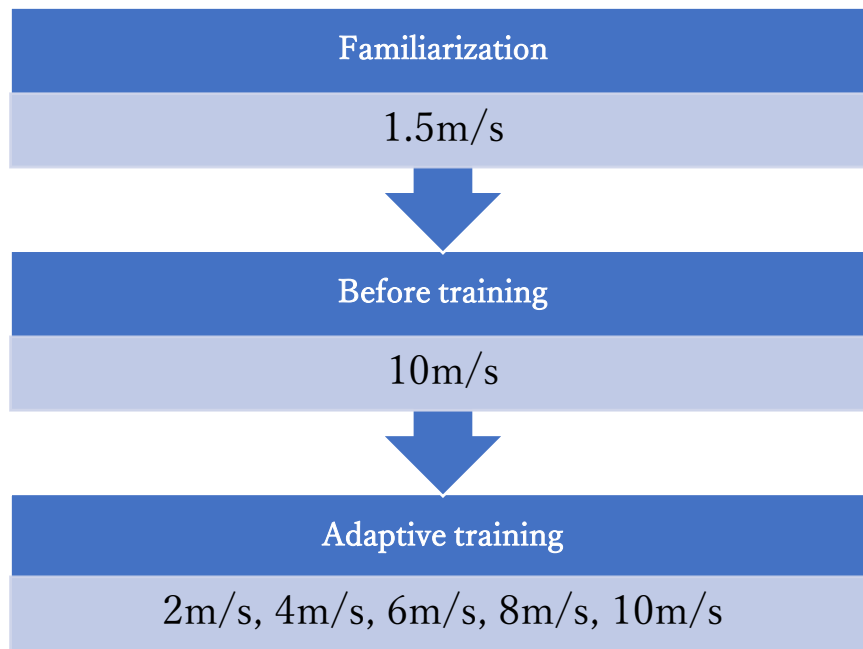 Familiarization
1.5m/s
Before training
10m/s
Adaptive training
2m/s, 4m/s, 6m/s, 8m/s, 10m/s